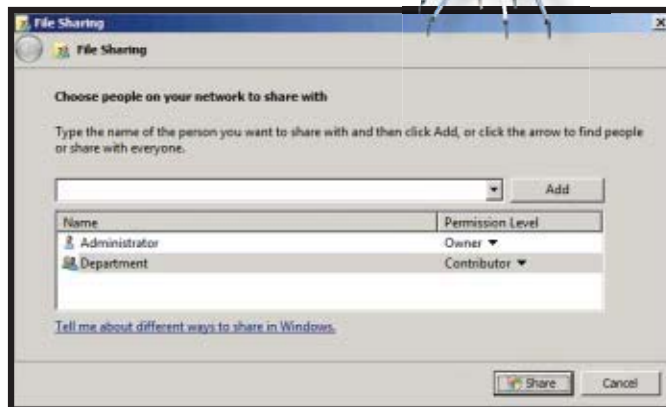 File Sharing
File Sharing
Choose people on your network to share with
Type the name of the person you want to share with and then click Add, or click the arrow to find people
or share with everyone.
Add
Name Permission Level
Administrator Owner
Department Contributor
Tell me about different ways to share in Windows.
Share Cancel